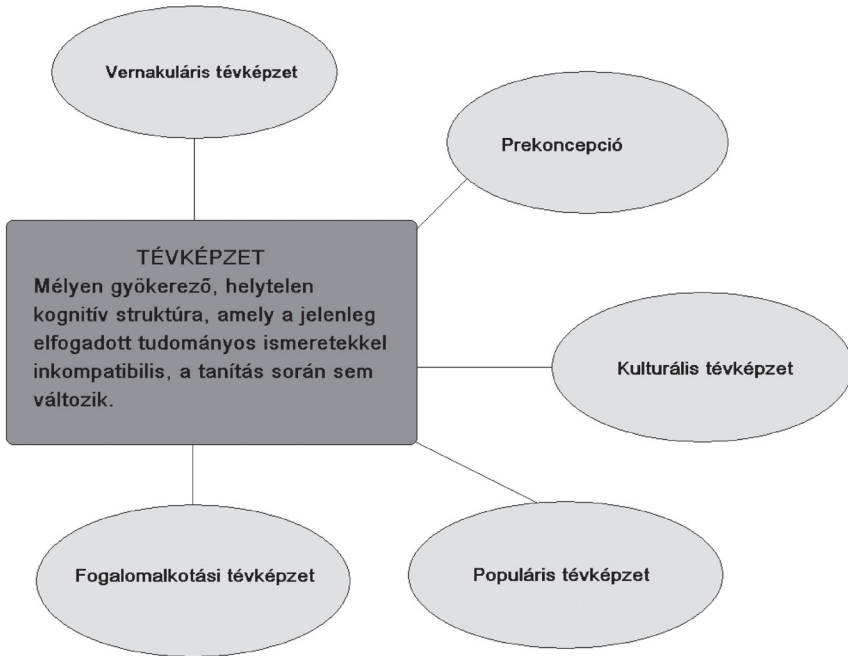 Vernakuláris tévképzet
Prekoncepció
TÉVKÉPZET
Mélyen gyökerező, helytelen
kognitív struktúra, amely a jelenleg
elfogadott tudományos ismeretekkel
inkompatibilis, a tanítás során sem
változik.
Kulturális tévképzet
Fogalomalkotási tévképzet
Populáris tévképzet